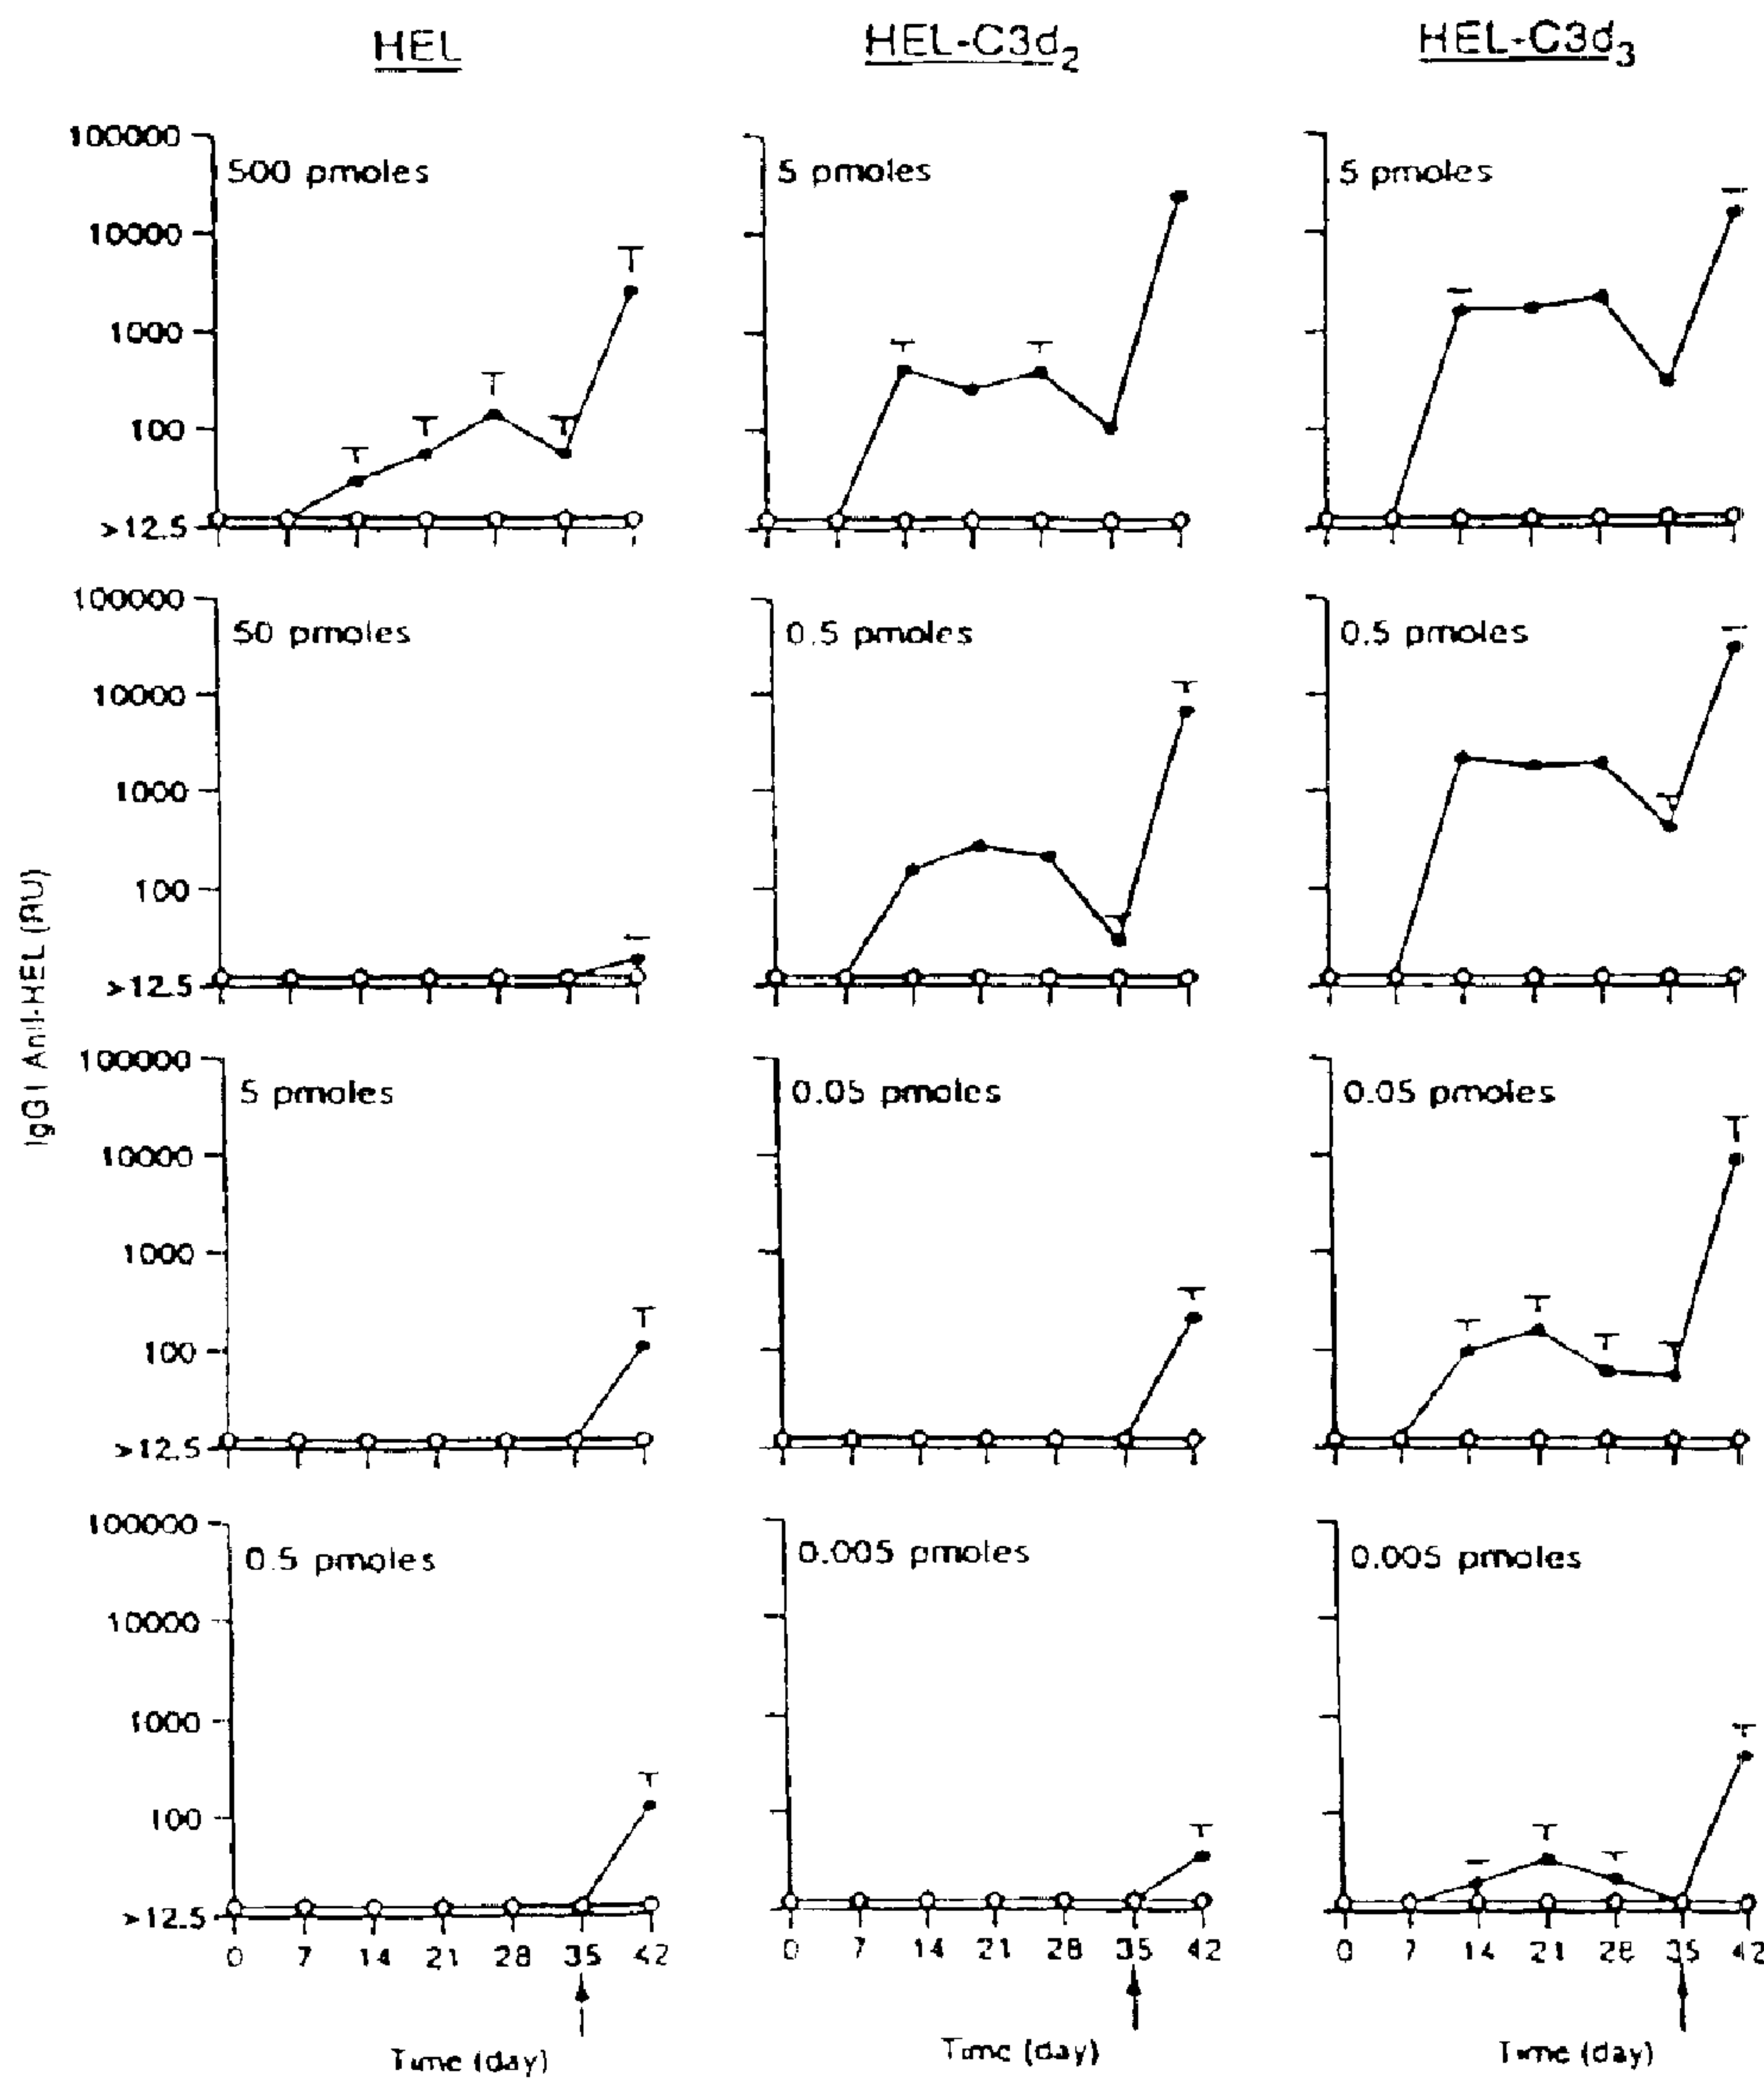 HEL HEL-C3d2 HEL-C3d3
100000
500 pmoles 5 pmoles 5 pmoles
10000
1000
100
>12.5
100000
50 pmoles 0.5 pmoles 0.5 pmoles
10000
1000
100
>12.5
IgG1 Anti-HEL (RU)
100000
5 pmoles 0.05 pmoles 0.05 pmoles
10000
1000
100
>12.5
100000
0.5 pmoles 0.005 pmoles 0.005 pmoles
10000
1000
100
>12.5
0 7 14 21 28 35 42 0 7 14 21 28 35 42 0 7 14 21 28 35 42
Time (day) Time (day) Time (day)